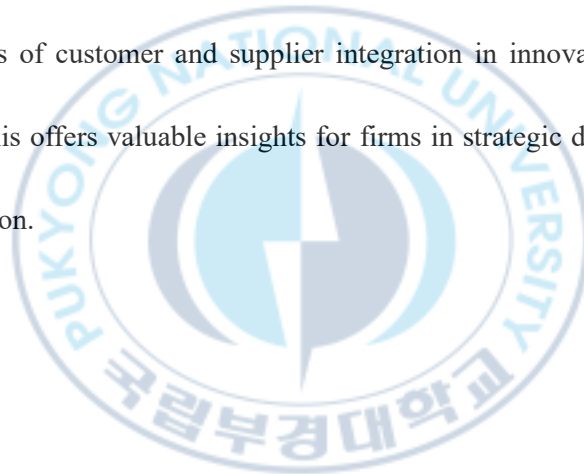 s of customer and supplier integration in innova
is offers valuable insights for firms in strategic d
on.
PUKYONG NATIONAL UNIVERSITY
국립부경대학교